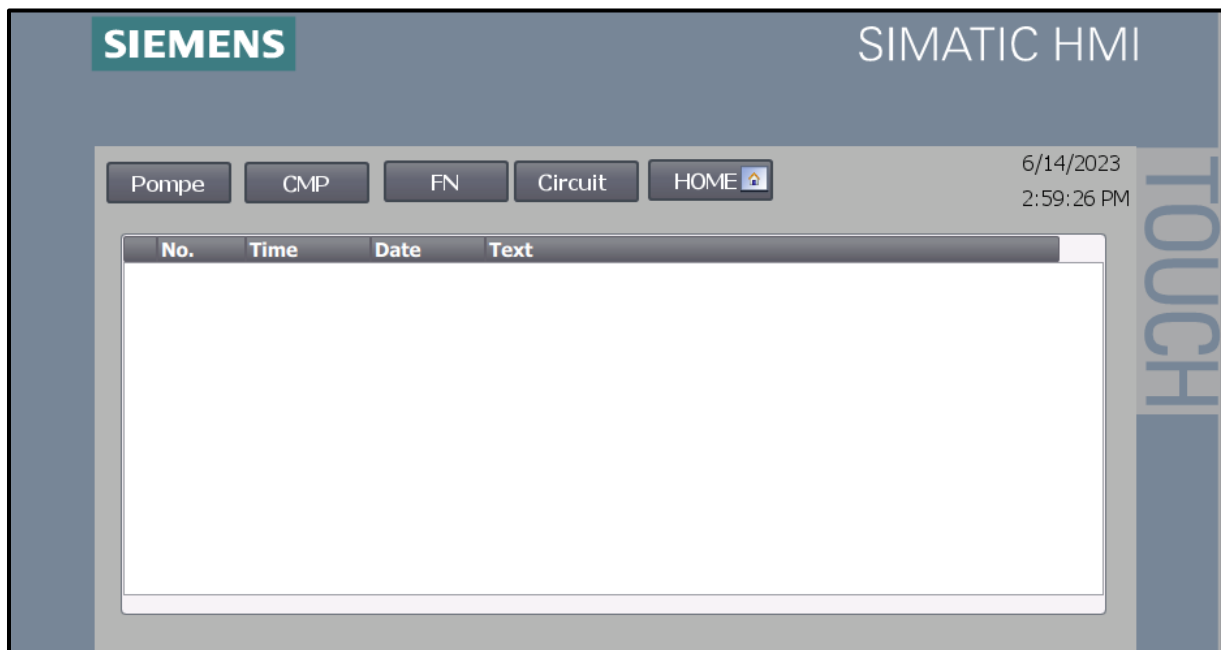 SIEMENS SIMATIC HMI
Pompe CMP FN Circuit HOME 6/14/2023
2:59:26 PM
No. Time Date Text
TOUCH